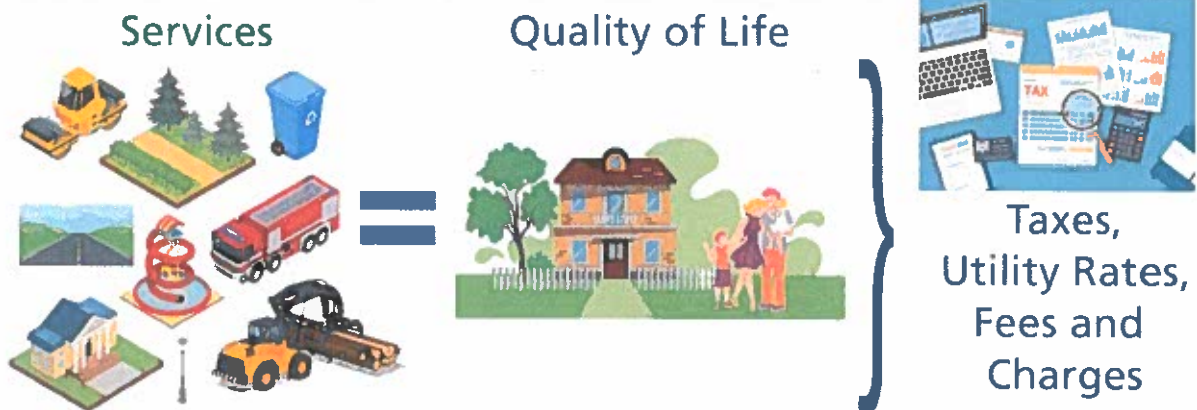 Services
Quality of Life
TAX
Taxes,
Utility Rates,
Fees and
Charges